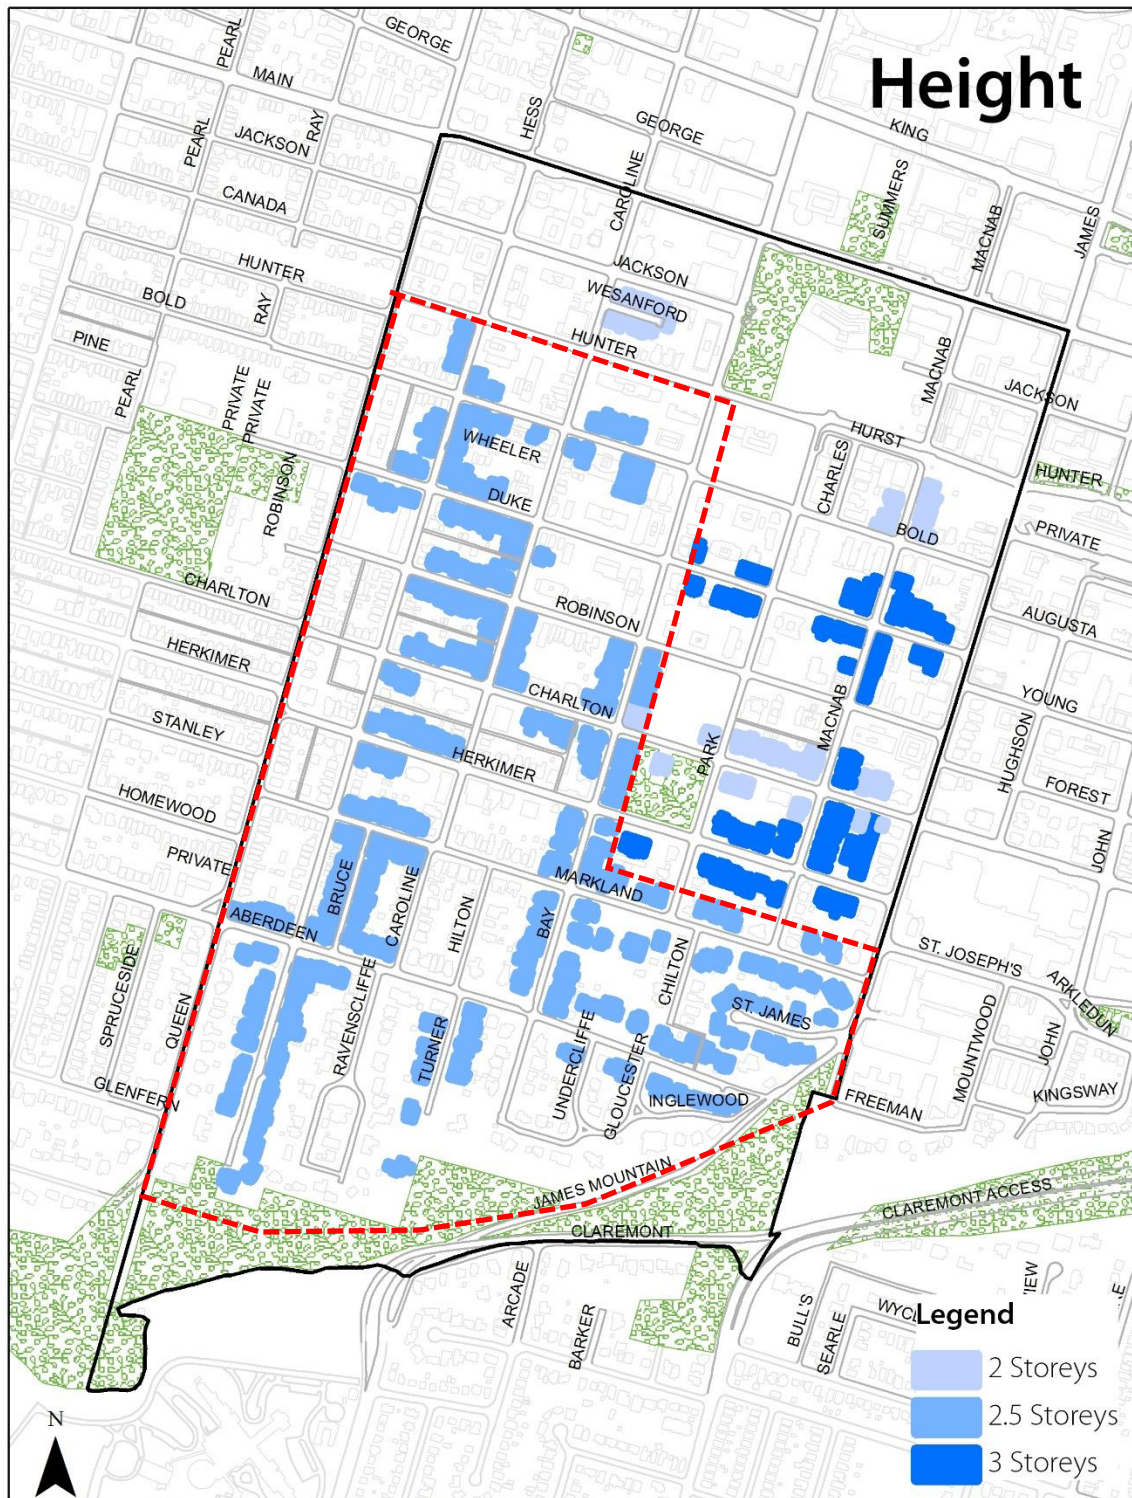 Height
PEARL
GEORGE
MAIN
HESS
GEORGE
KING
PEARL
JACKSON
RAY
CAROLINE
SUMMERS
MACNAB
JAMES
CANADA
HUNTER
JACKSON
WESANFORD
BOLD
RAY
HUNTER
PINE
MACNAB
JACKSON
PEARL
PRIVATE
PRIVATE
WHEELER
HURST
CHARLES
HUNTER
ROBINSON
DUKE
BOLD
PRIVATE
CHARLTON
ROBINSON
AUGUSTA
HERKIMER
CHARLTON
MACNAB
YOUNG
STANLEY
HERKIMER
PARK
HUGHSON
FOREST
HOMEWOOD
JOHN
PRIVATE
BRUCE
CAROLINE
MARKLAND
ABERDEEN
HILTON
BAY
CHILTON
ST. JOSEPH'S
SPRUCESIDE
QUEEN
RAVENSCLIFFE
ST. JAMES
ARKLEDUN
TURNER
UNDERCLIFFE
GLOUCESTER
MOUNTWOOD
JOHN
GLENFERN
INGLEWOOD
FREEMAN
KINGSWAY
JAMES MOUNTAIN
CLAREMONT ACCESS
CLAREMONT
ARCADE
BARKER
BULL'S
SEARLE
Legend
2 Storeys
2.5 Storeys
3 Storeys
N